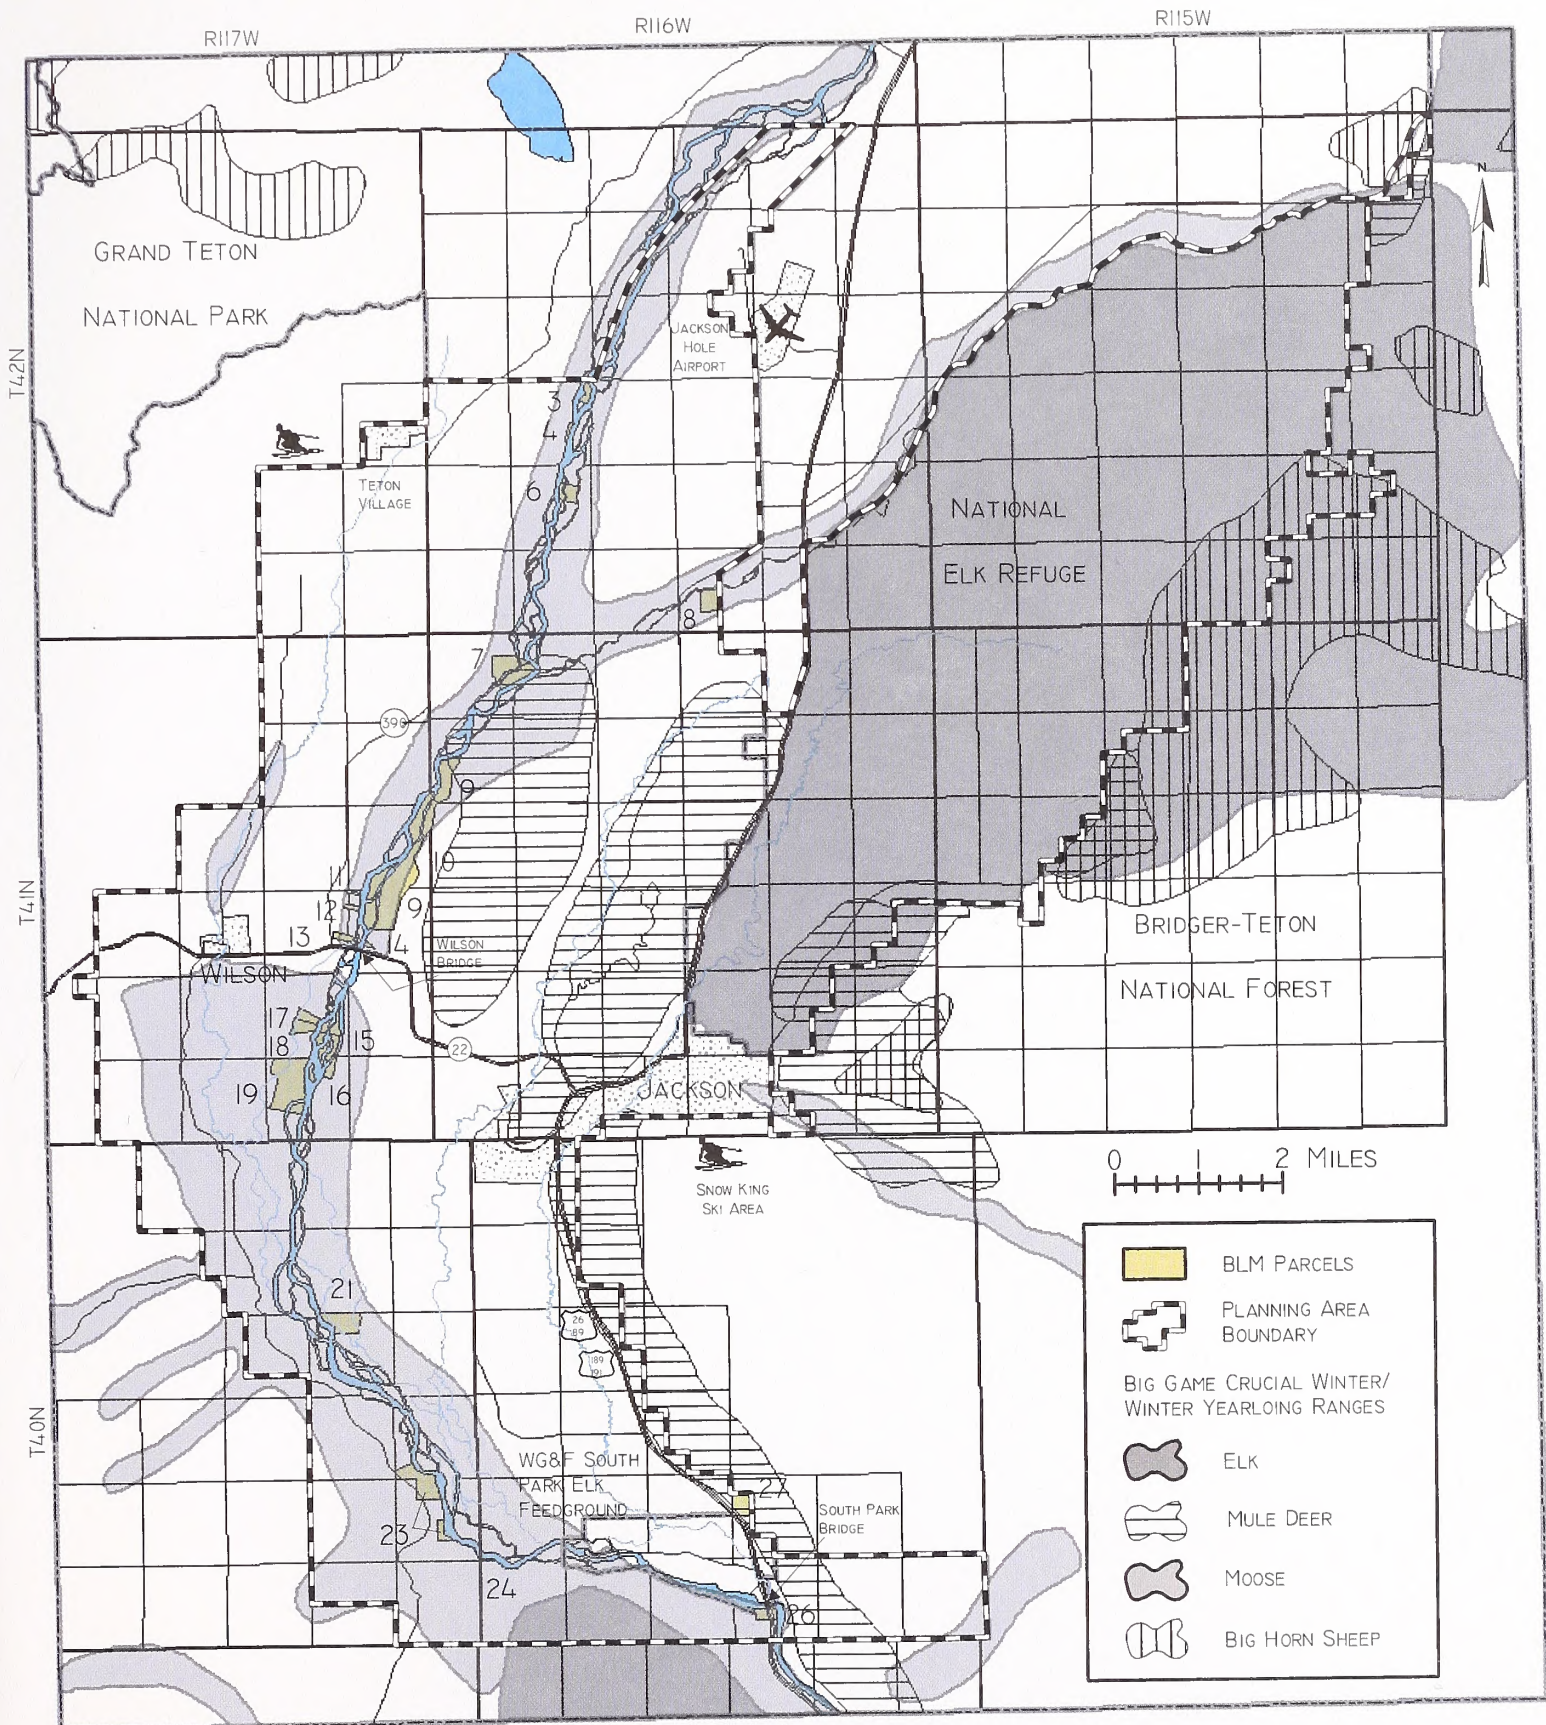 R117W
R116W
R115W
N
GRAND TETON
NATIONAL PARK
T42N
JACKSON
HOLE
AIRPORT
3
4
6
TETON
VILLAGE
NATIONAL
ELK REFUGE
8
7
390
9
10
11
12
9
13
14
WILSON
BRIDGE
T41N
WILSON
BRIDGER-TETON
NATIONAL FOREST
17
18
15
22
19
16
JACKSON
0 1 2 MILES
SNOW KING
SKI AREA
21
26
89
189
191
T40N
WG&F SOUTH
PARK ELK
FEEDGROUND
27
SOUTH PARK
BRIDGE
23
24
26
BLM PARCELS
PLANNING AREA
BOUNDARY
BIG GAME CRUCIAL WINTER/
WINTER YEARLOING RANGES
ELK
MULE DEER
MOOSE
BIG HORN SHEEP